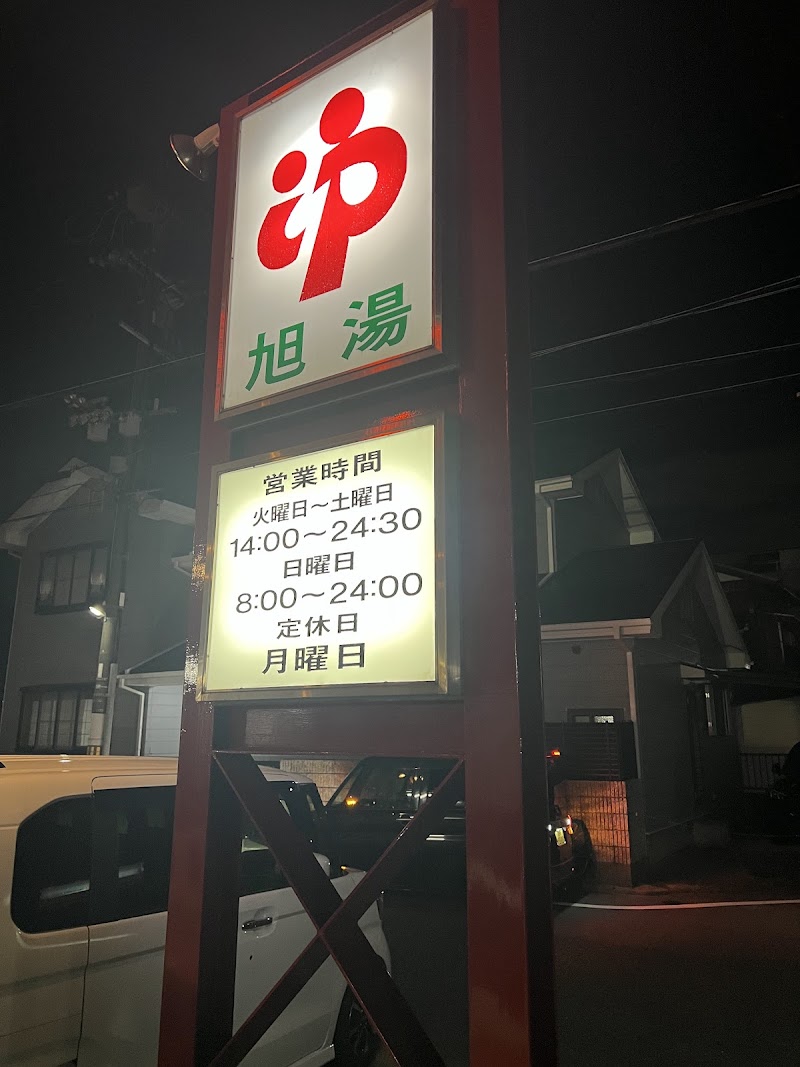 旭湯
営業時間
火曜日～土曜日
14:00～24:30
日曜日
8:00～24:00
定休日
月曜日